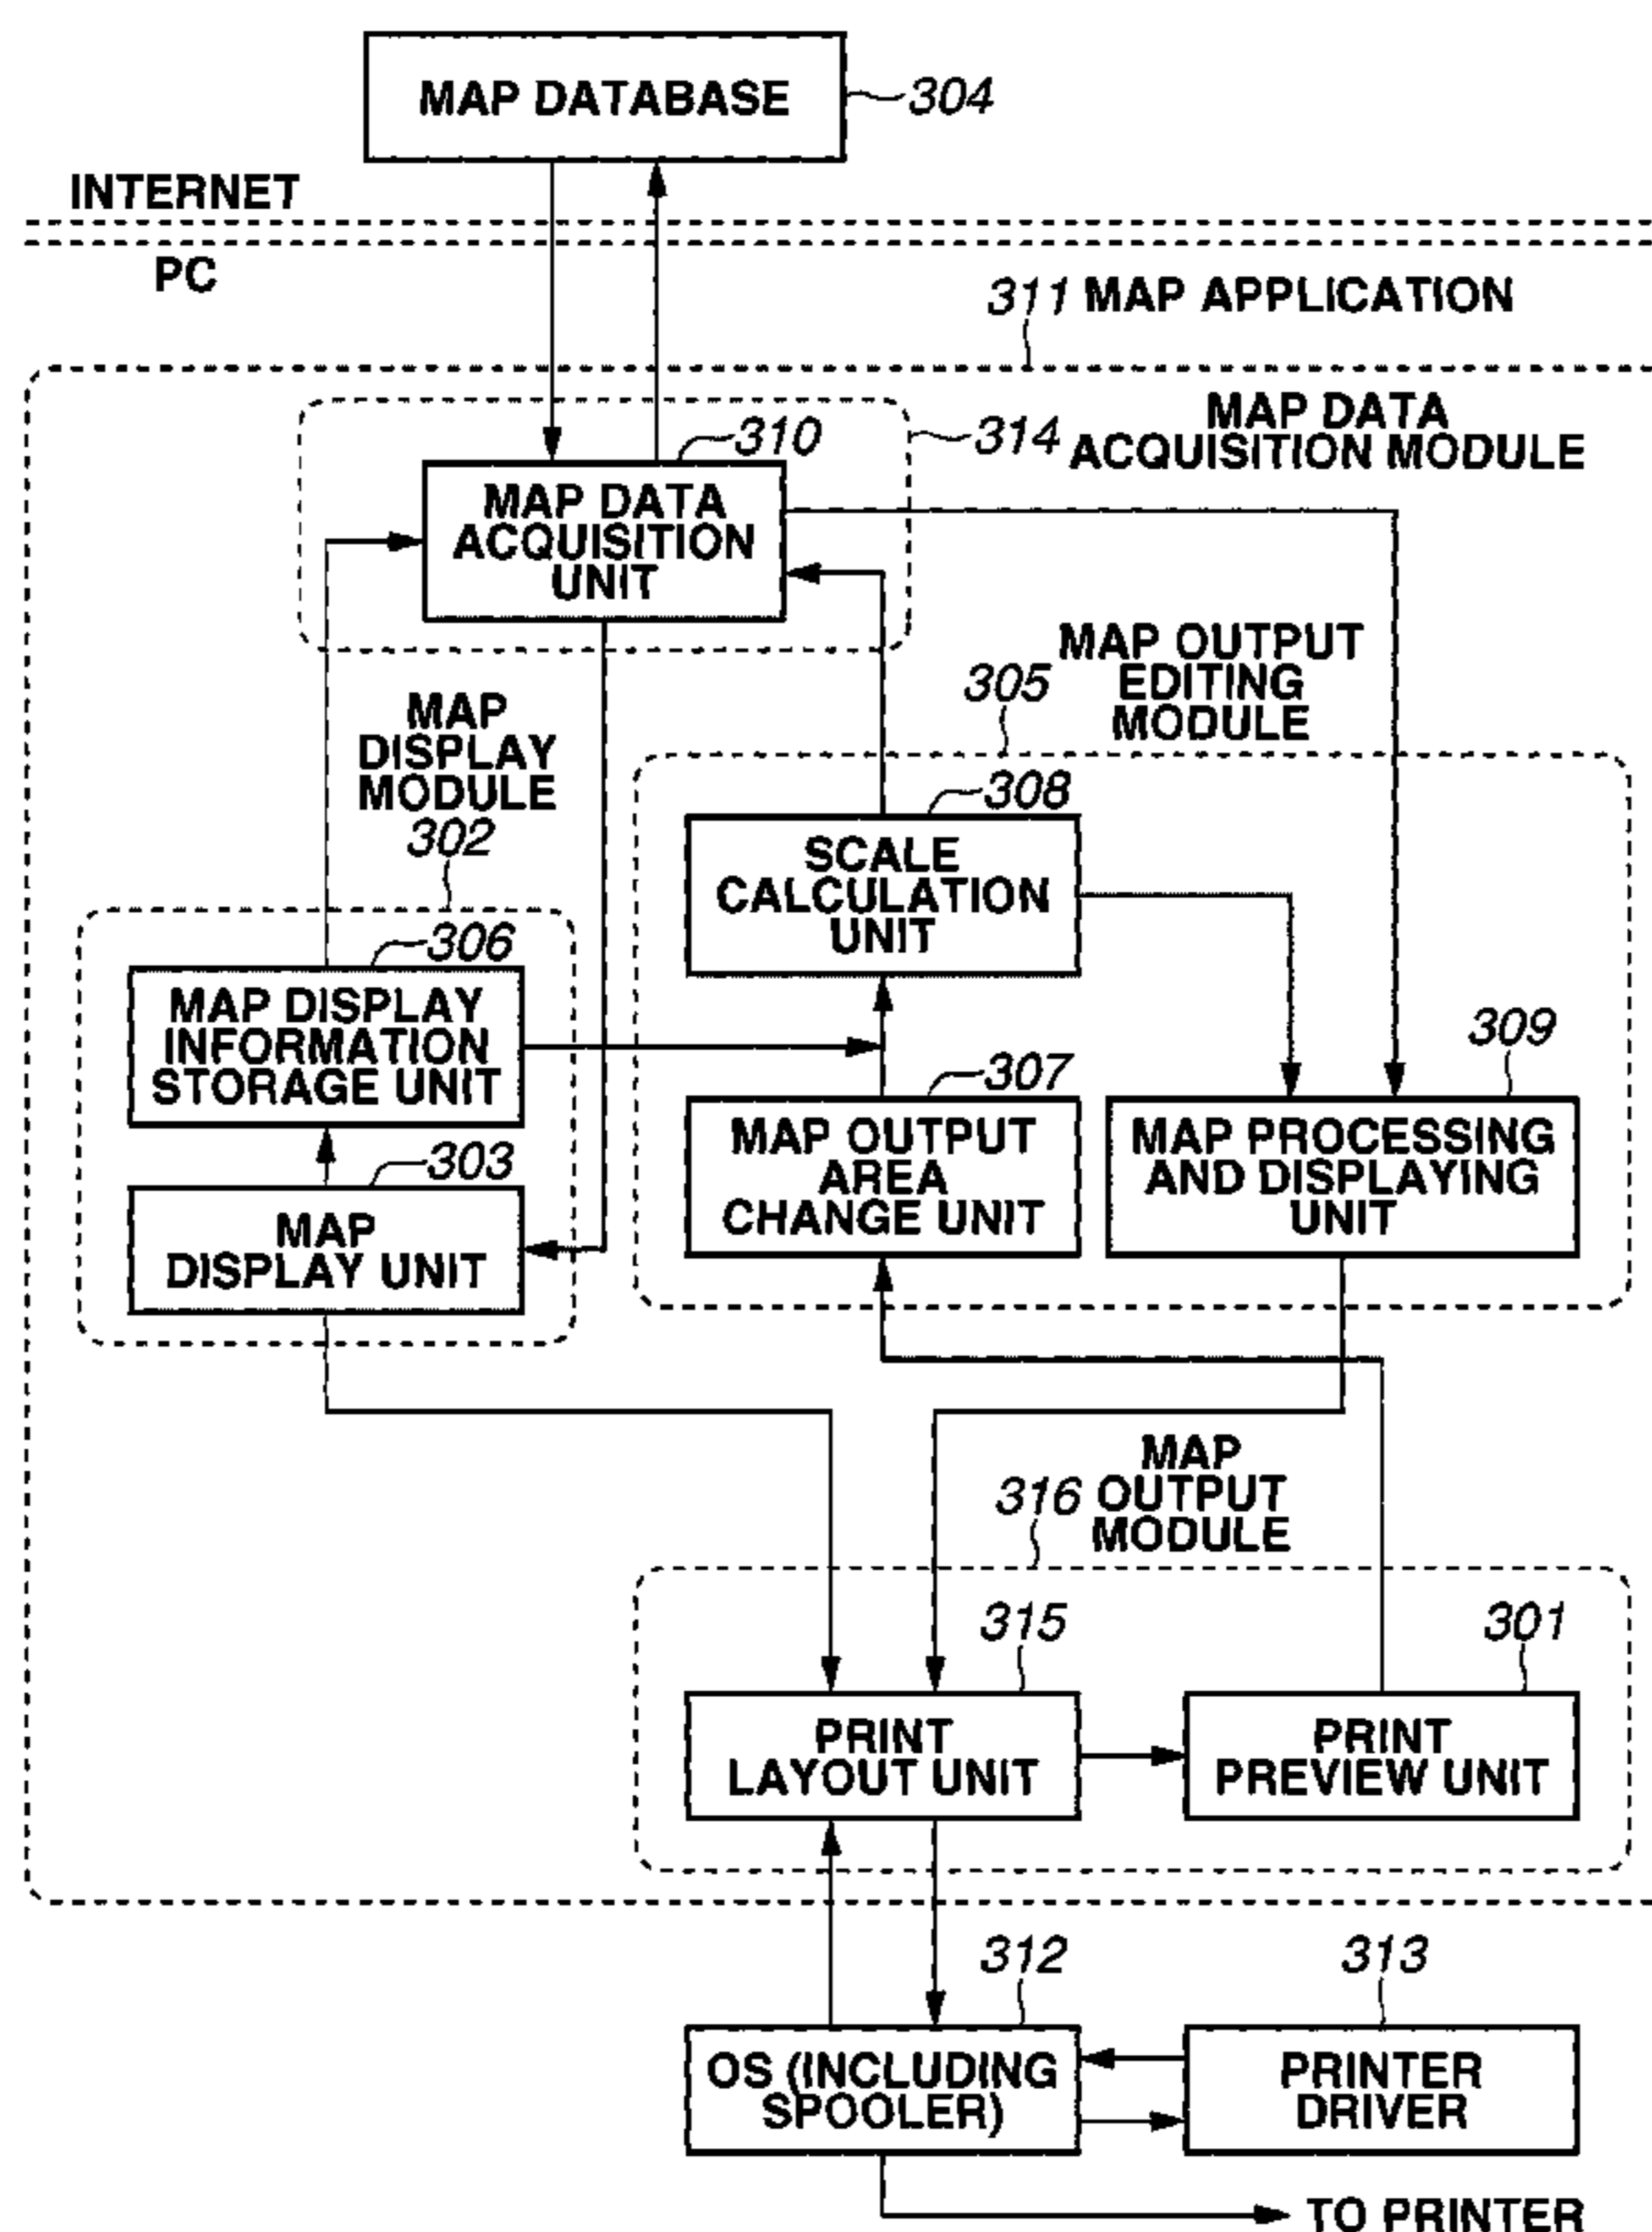 MAP DATABASE
304
INTERNET
PC
311 MAP APPLICATION
310
314
MAP DATA
ACQUISITION MODULE
MAP DATA
ACQUISITION
UNIT
MAP OUTPUT
EDITING
MODULE
305
MAP
DISPLAY
MODULE
302
308
SCALE
CALCULATION
UNIT
306
MAP DISPLAY
INFORMATION
STORAGE UNIT
307
309
MAP OUTPUT
AREA
CHANGE UNIT
MAP PROCESSING
AND DISPLAYING
UNIT
303
MAP
DISPLAY UNIT
316
MAP
OUTPUT
MODULE
315
301
PRINT
LAYOUT UNIT
PRINT
PREVIEW UNIT
312
313
OS (INCLUDING
SPOOLER)
PRINTER
DRIVER
TO PRINTER